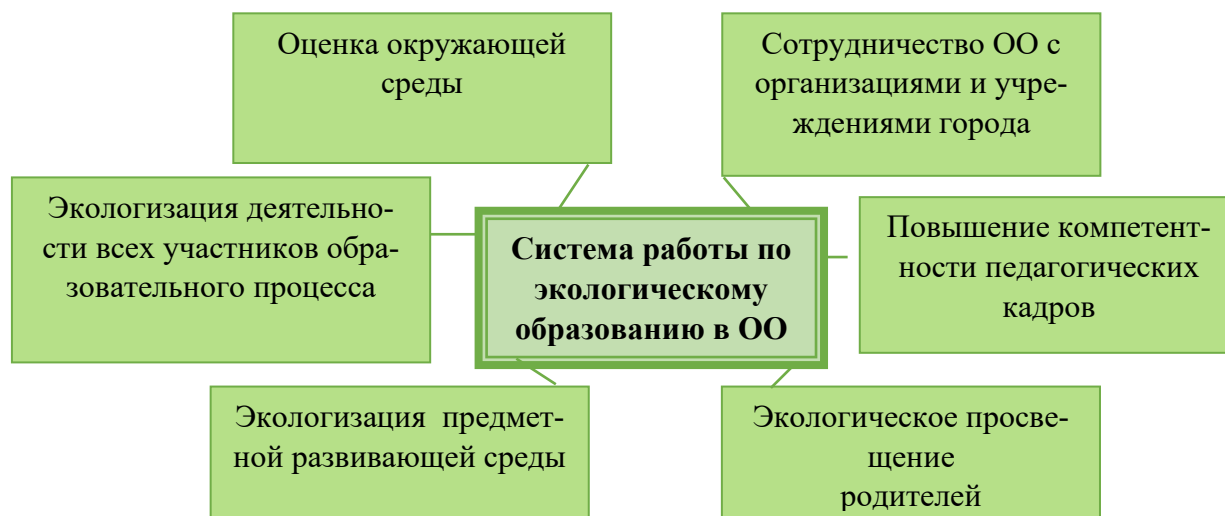 Оценка окружающей
среды
Сотрудничество ОО с
организациями и учре-
ждениями города
Экологизация деятельно-
сти всех участников обра-
зовательного процесса
Система работы по
экологическому
образованию в ОО
Повышение компетент-
ности педагогических
кадров
Экологизация  предмет-
ной развивающей среды
Экологическое просве-
щение
родителей